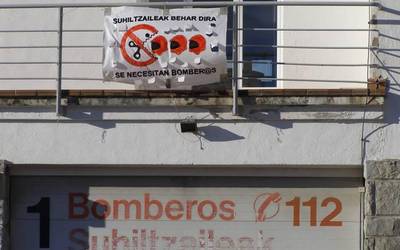 SUHILTZAILEAK BEHAR DIRA
SE NECESITAN BOMBER@S
1 Bomberos 112
Suhiltzaileak